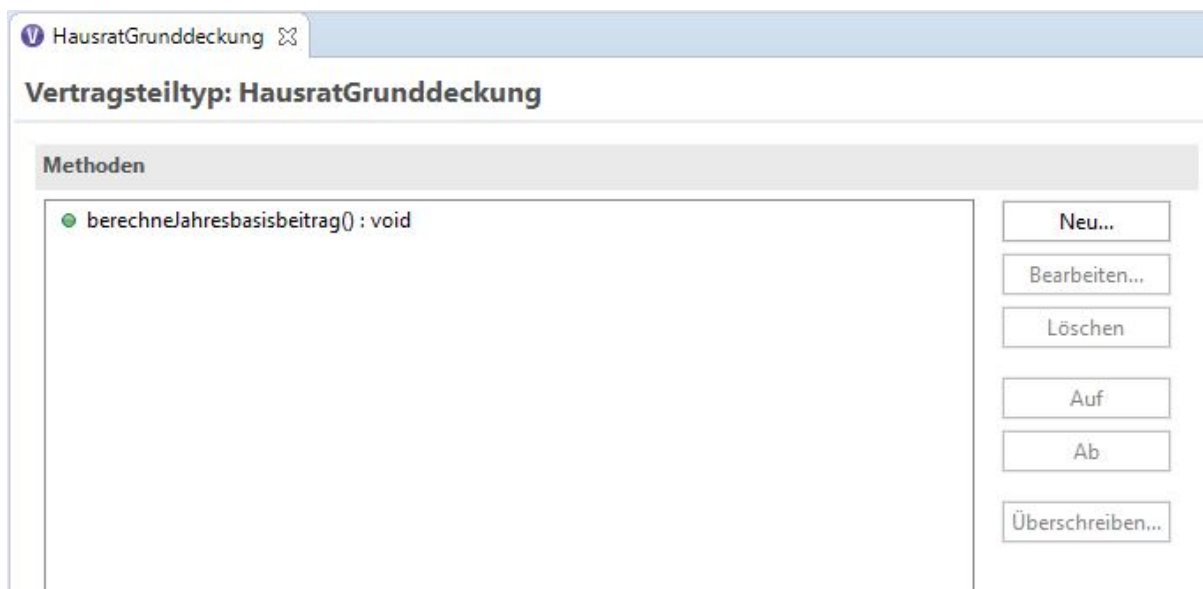 V HausratGrunddeckung
Vertragsteiltyp: HausratGrunddeckung
Methoden
berechneJahresbasisbeitrag() : void
Neu...
Bearbeiten...
Löschen
Auf
Ab
Überschreiben...